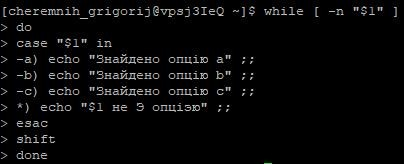 [cheremnih_grigorij@vpsj3IeQ ~]$ while [ -n "$1" ]
> do
> case "$1" in
> -a) echo "Знайдено опцію a" ;;
> -b) echo "Знайдено опцію b" ;;
> -c) echo "Знайдено опцію c" ;;
> *) echo "$1 не Э опцією" ;;
> esac
> shift
> done